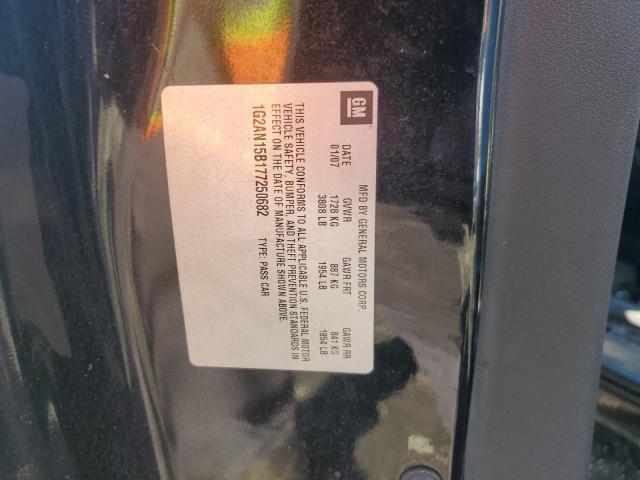 GM
MFD BY GENERAL MOTORS CORP.
DATE GVWR GAWR FRT GAWR RR
01/07 1728 KG 887 KG 841 KG
3808 LB 1954 LB 1854 LB
THIS VEHICLE CONFORMS TO ALL APPLICABLE U.S. FEDERAL MOTOR
VEHICLE SAFETY, BUMPER, AND THEFT PREVENTION STANDARDS IN
EFFECT ON THE DATE OF MANUFACTURE SHOWN ABOVE.
1G2AN15B177250682 TYPE: PASS CAR